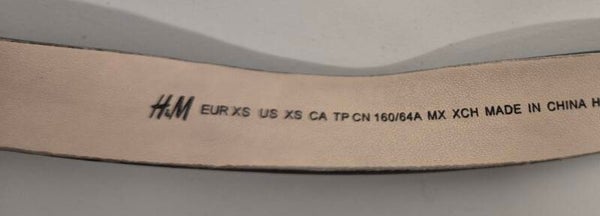 H&M EUR XS US XS CA TP CN 160/64A MX XCH MADE IN CHINA H